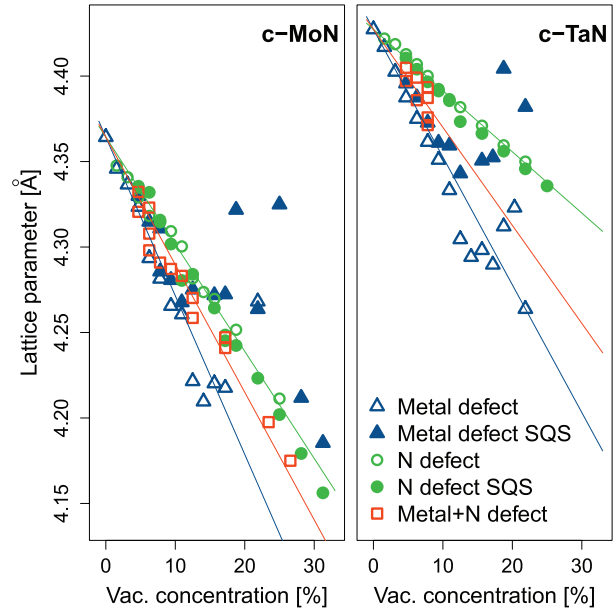 c−MoN
c−TaN
4.40
4.35
4.30
4.25
4.20
4.15
Lattice parameter [Å]
Metal defect
Metal defect SQS
N defect
N defect SQS
Metal+N defect
0 10 20 30
0 10 20 30
Vac. concentration [%]
Vac. concentration [%]